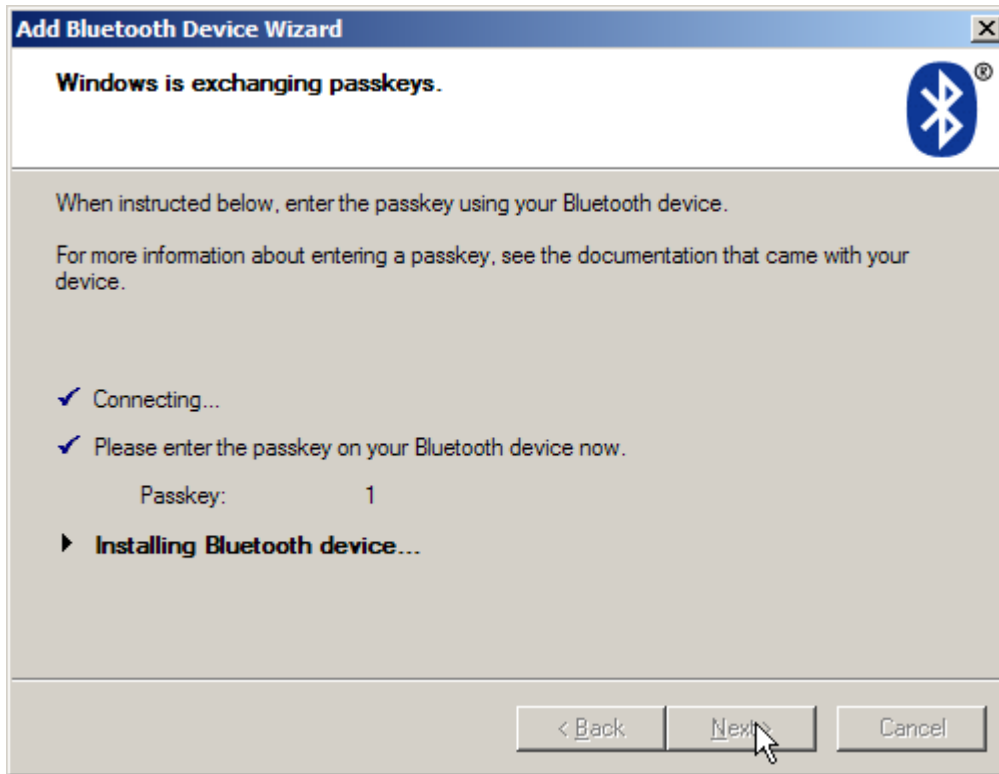 Add Bluetooth Device Wizard
Windows is exchanging passkeys.
®
When instructed below, enter the passkey using your Bluetooth device.
For more information about entering a passkey, see the documentation that came with your
device.
Connecting...
Please enter the passkey on your Bluetooth device now.
Passkey: 1
Installing Bluetooth device...
< Back Next > Cancel